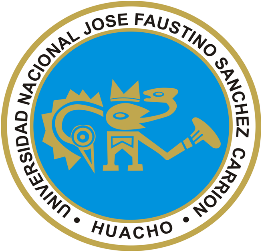 UNIVERSIDAD NACIONAL JOSE FAUSTINO SANCHEZ CARRION
• HUACHO •